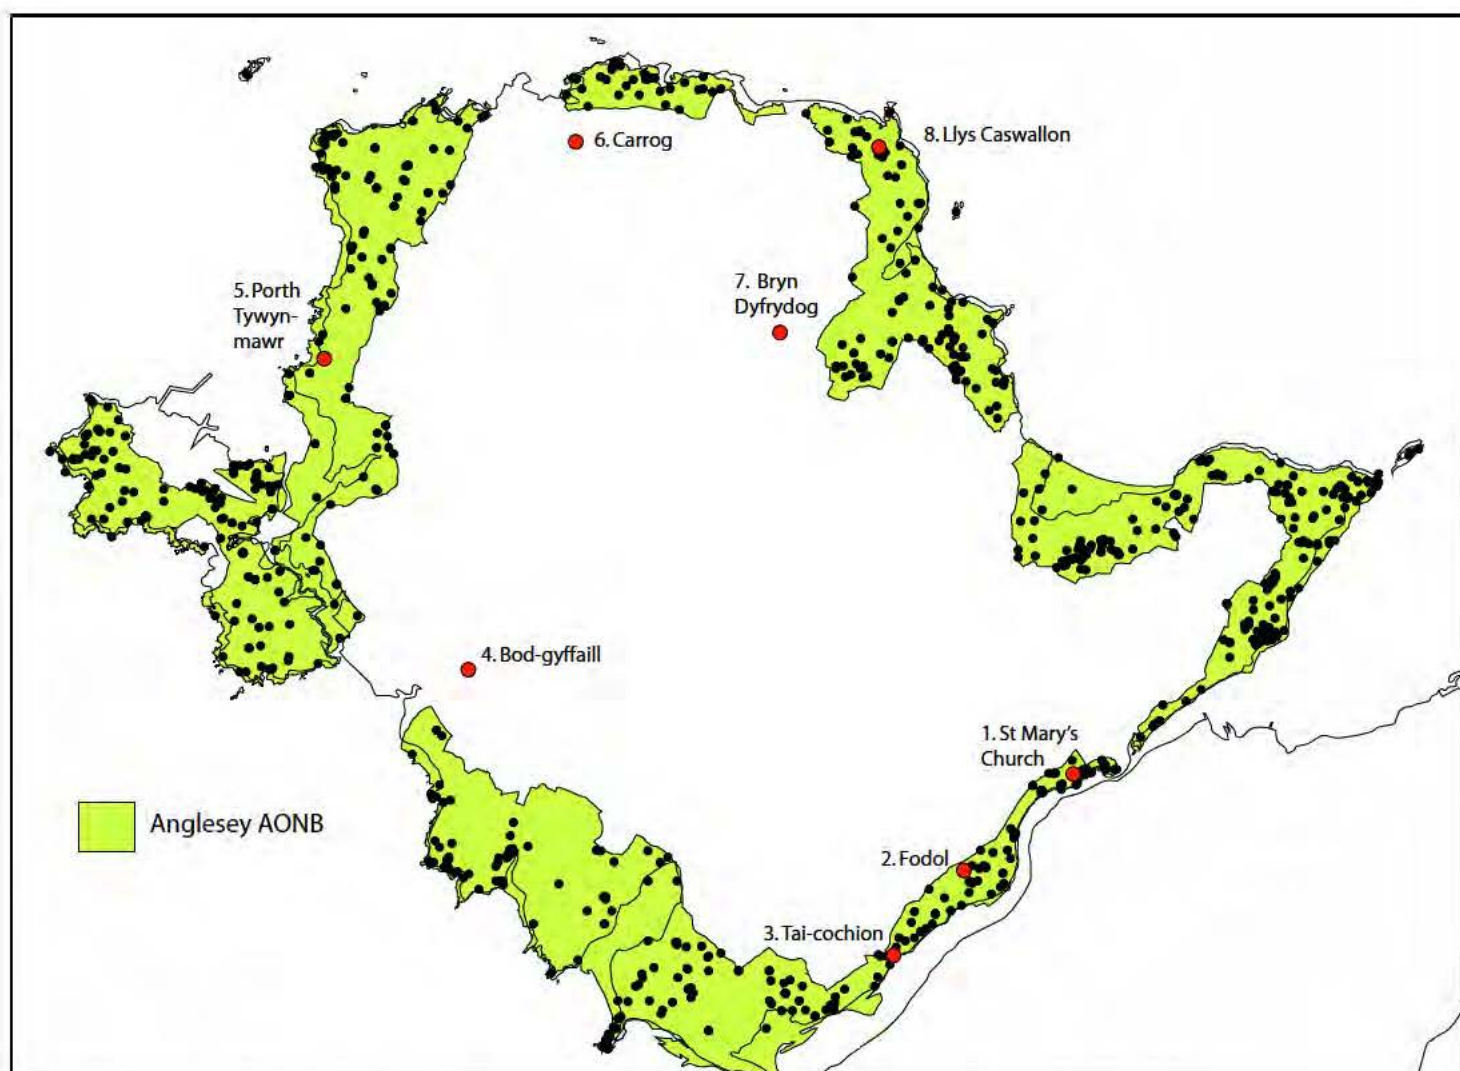 6. Carrog
8. Llys Caswallon
7. Bryn
Dyfrydog
5. Porth
Tywyn-
mawr
4. Bod-gyffaill
1. St Mary's
Church
Anglesey AONB
2. Fodol
3. Tai-cochion